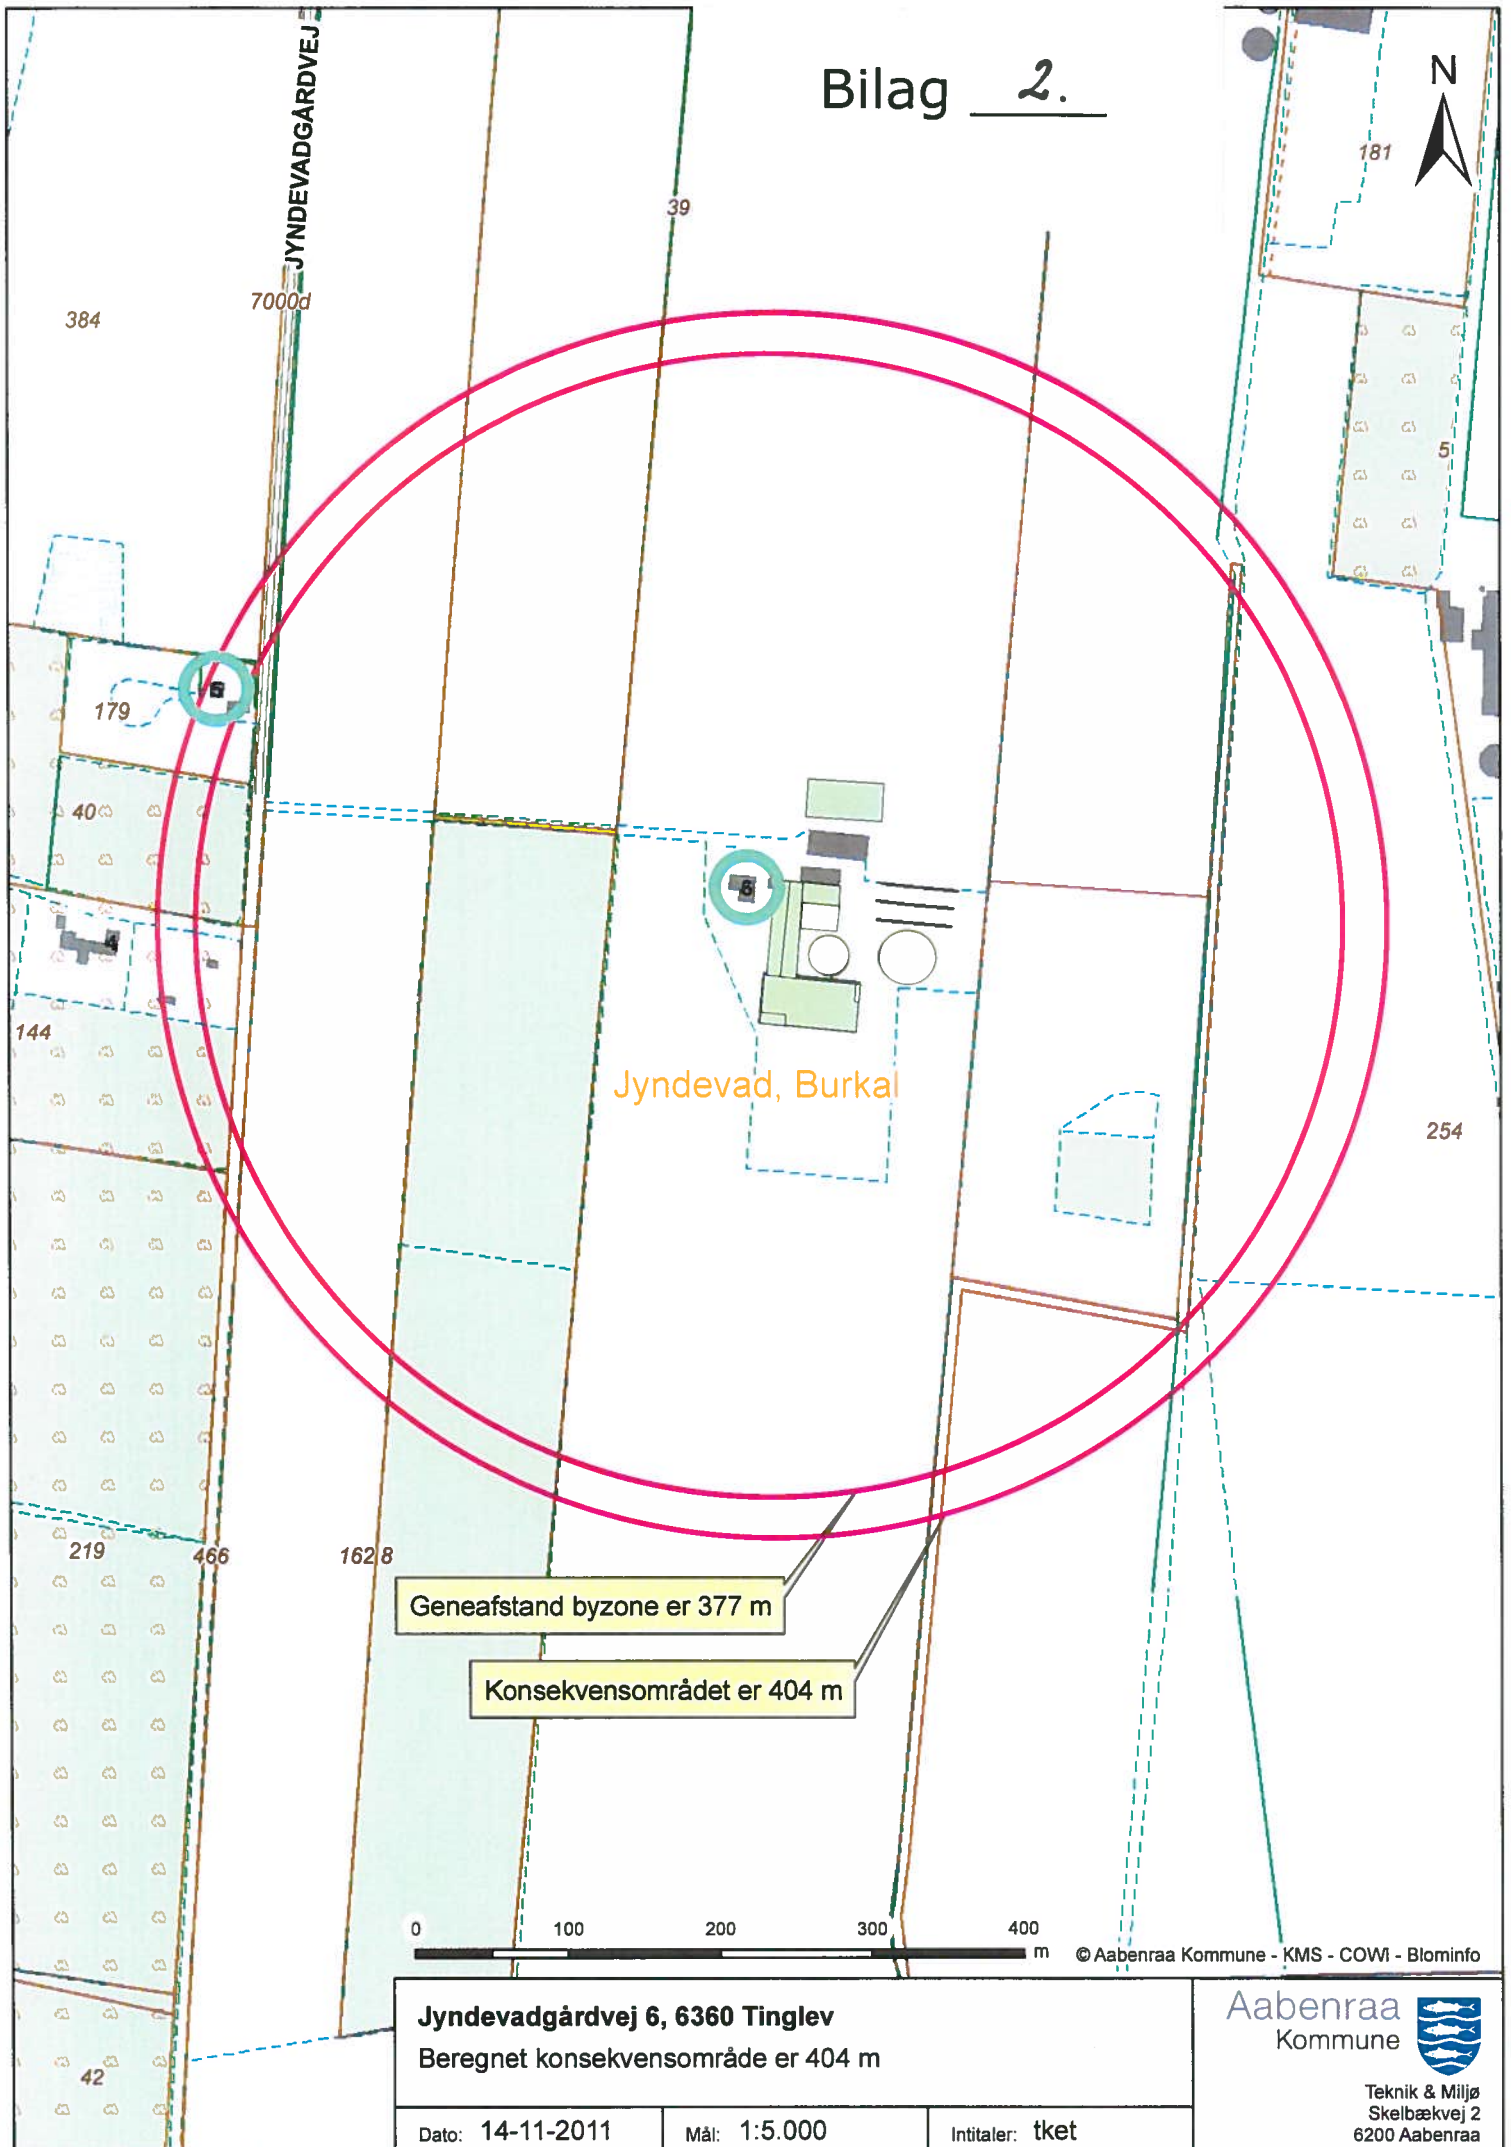 Bilag 2.
N
JYNDEVADGÅRDVEJ
181
39
7000d
384
5
5
179
40
6
4
144
Jyndevad, Burkal
254
219
466
162
8
Geneafstand byzone er 377 m
Konsekvensområdet er 404 m
0 100 200 300 400
m
© Aabenraa Kommune - KMS - COWI - Blominfo
42
Jyndevadgårdvej 6, 6360 Tinglev
Beregnet konsekvensområde er 404 m
Dato: 14-11-2011
Mål: 1:5.000
Intitaler: tket
Aabenraa
Kommune
Teknik & Miljø
Skelbækvej 2
6200 Aabenraa